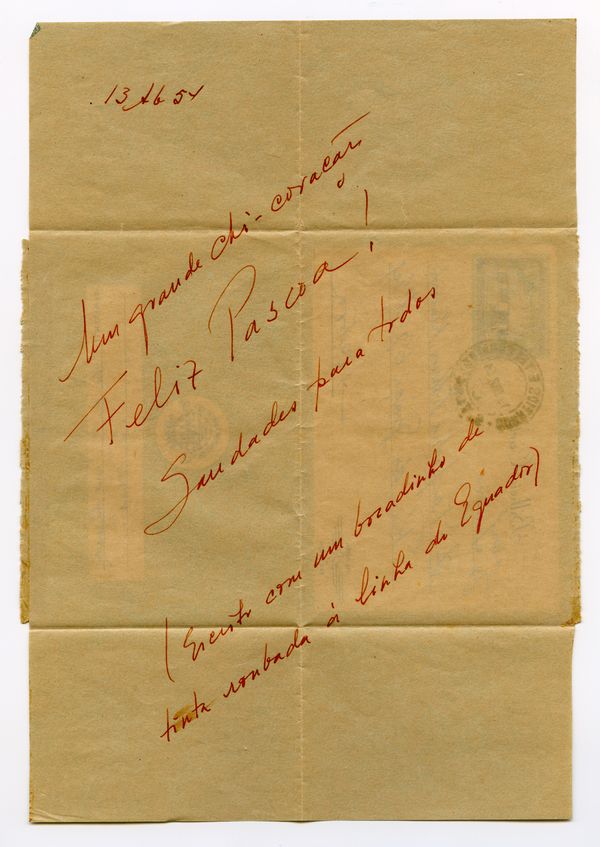 13 Ab 54
Um grande chi-coração
Feliz Pascoa!
Saudades para todos
(Escrito com um bocadinho de
tinta roubada á linha do Equador)